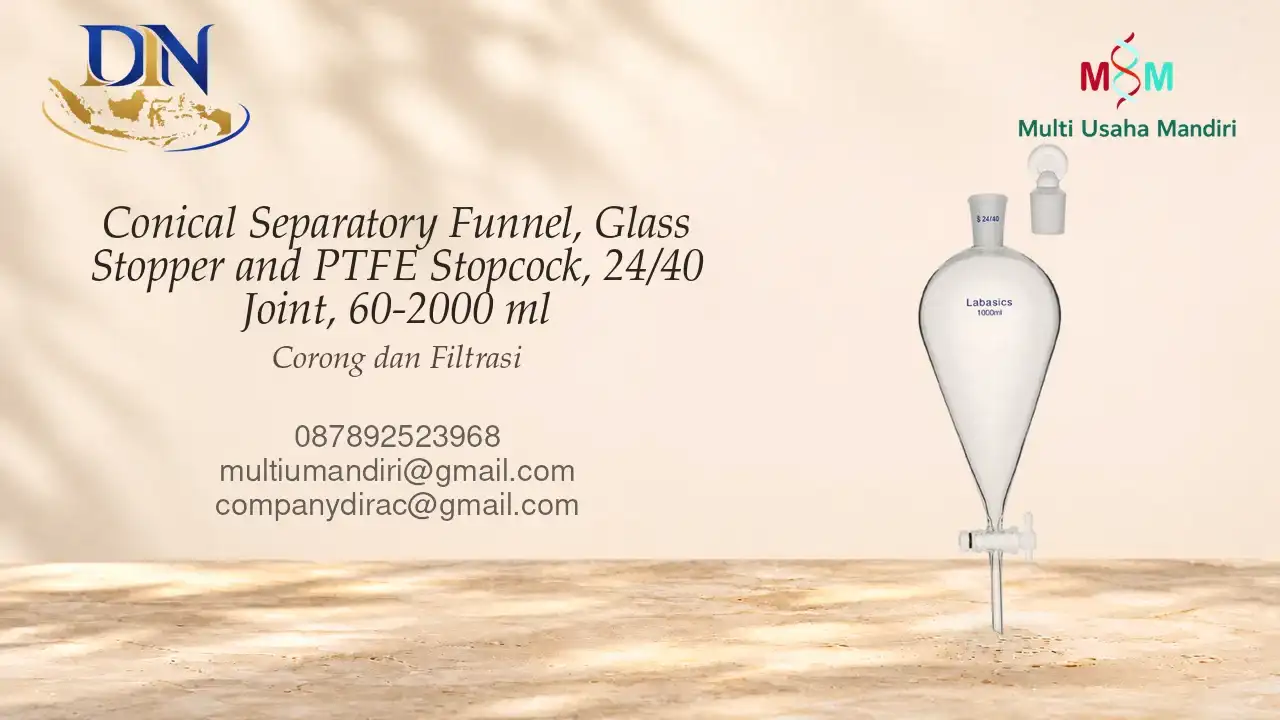 DIN
M M
Multi Usaha Mandiri
Conical Separatory Funnel, Glass
Stopper and PTFE Stopcock, 24/40
Joint, 60-2000 ml
Corong dan Filtrasi
087892523968
multiumandiri@gmail.com
companydirac@gmail.com
$ 24/40
Labasics
1000ml